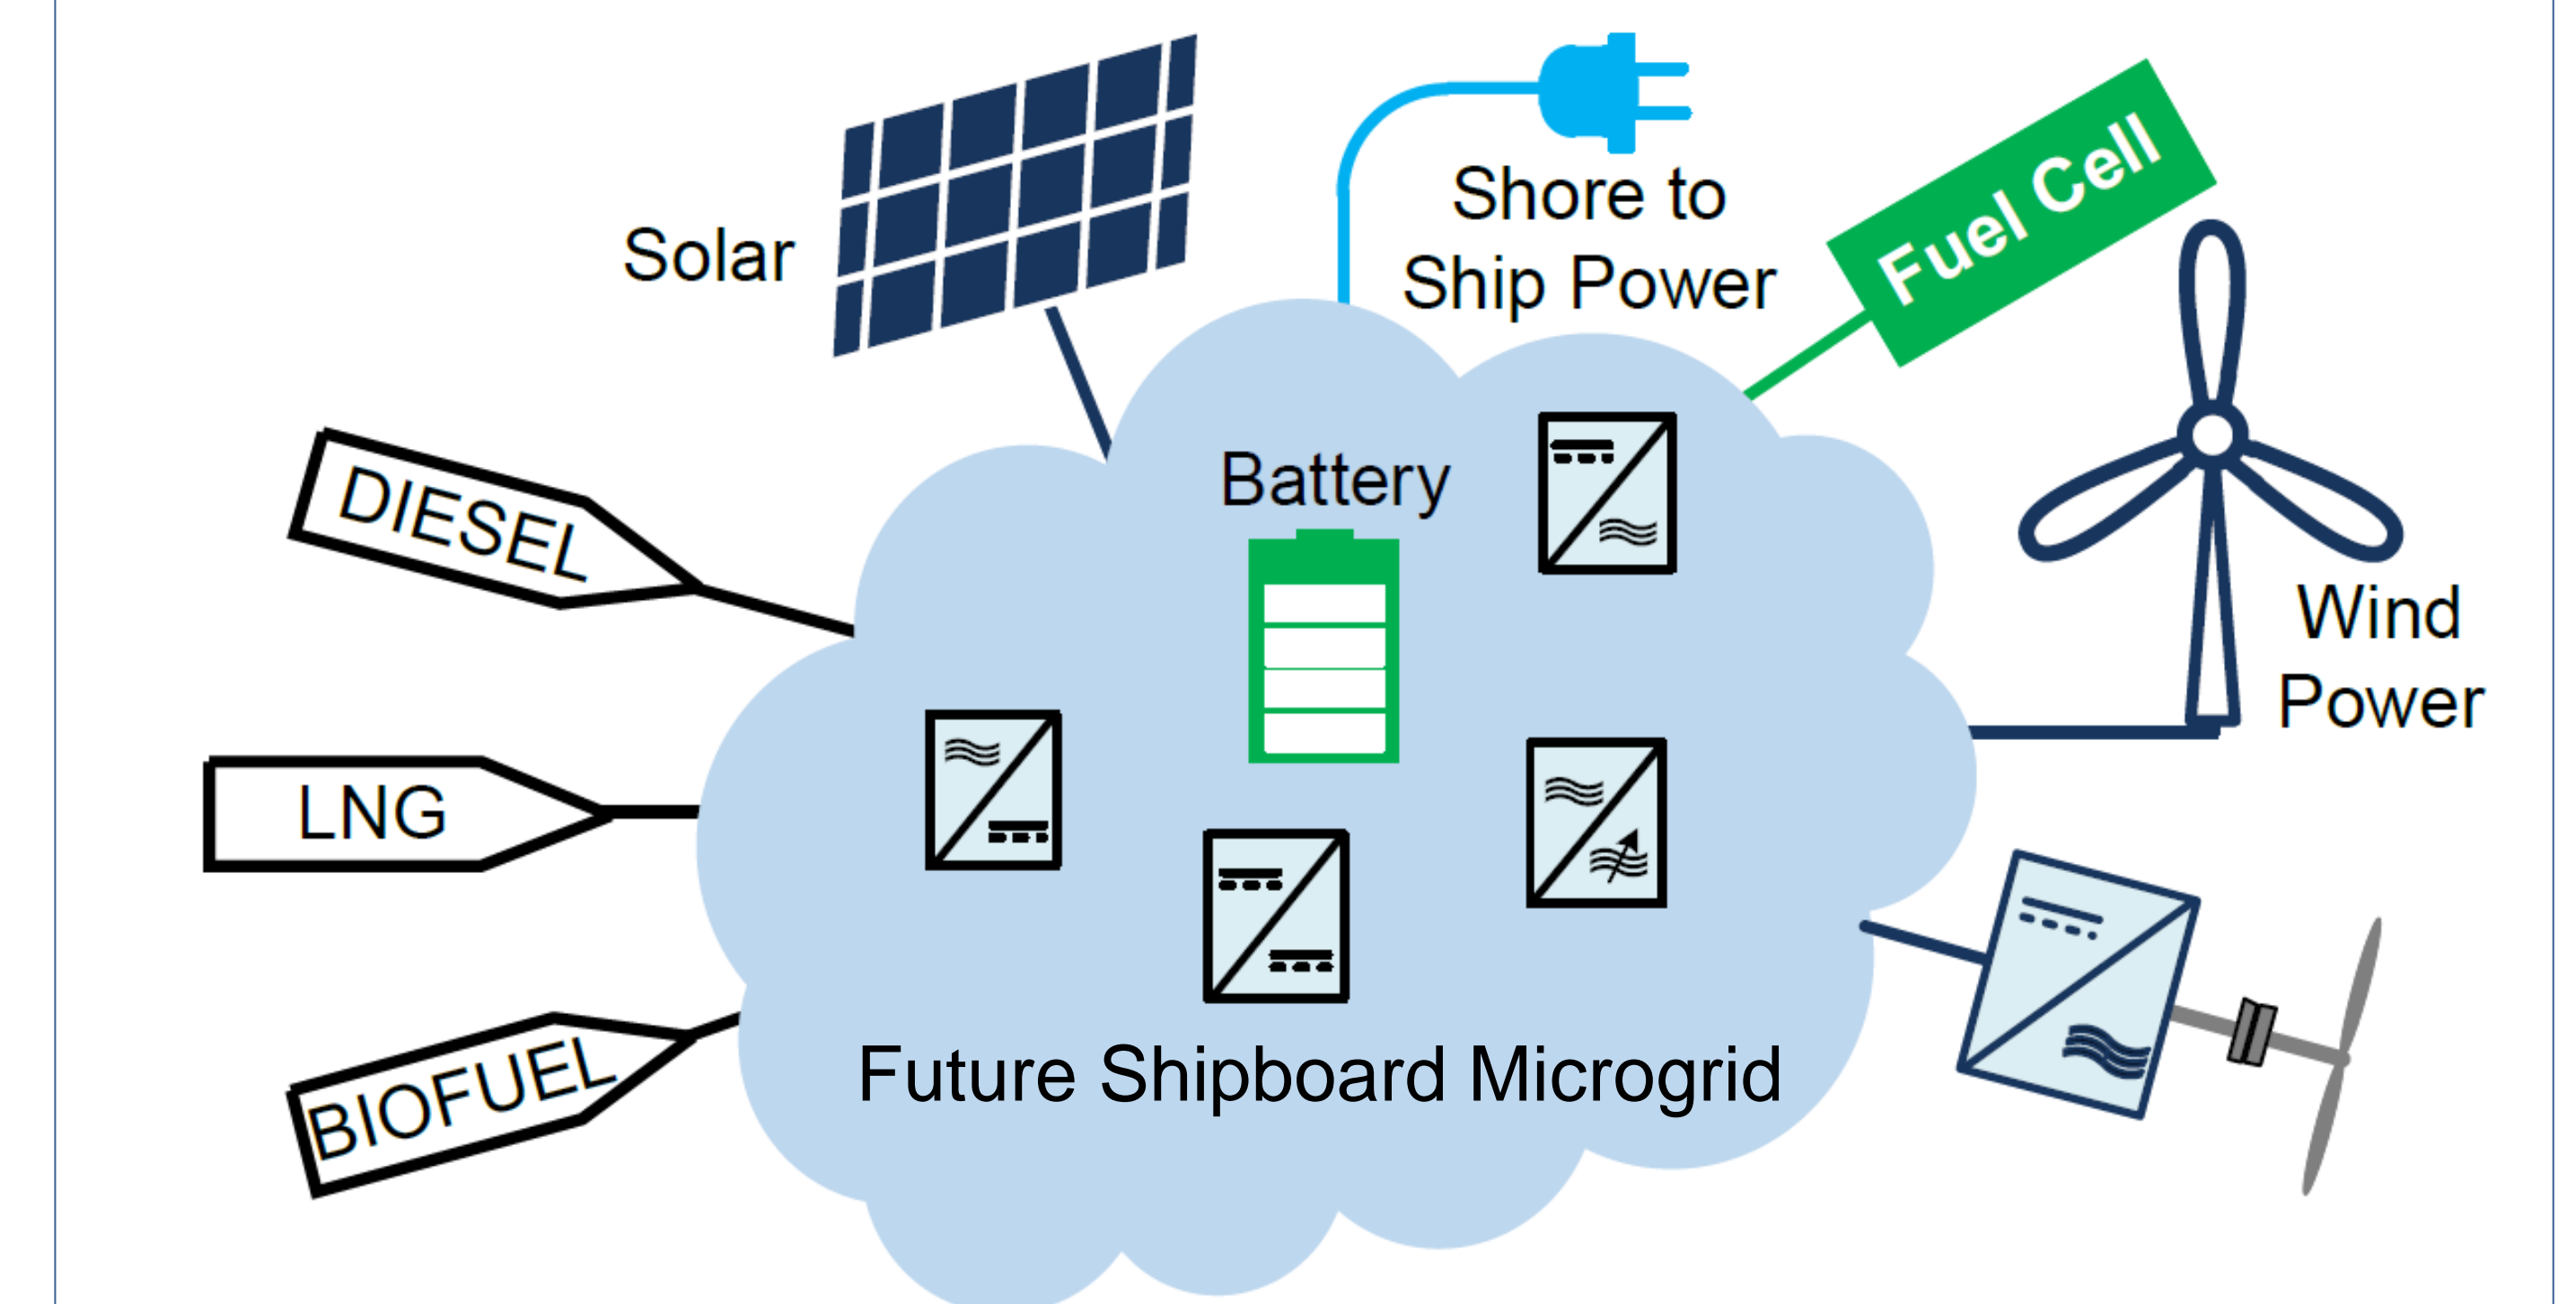 Solar
Shore to
Ship Power
Fuel Cell
DIESEL
Battery
Wind
Power
LNG
BIOFUEL
Future Shipboard Microgrid